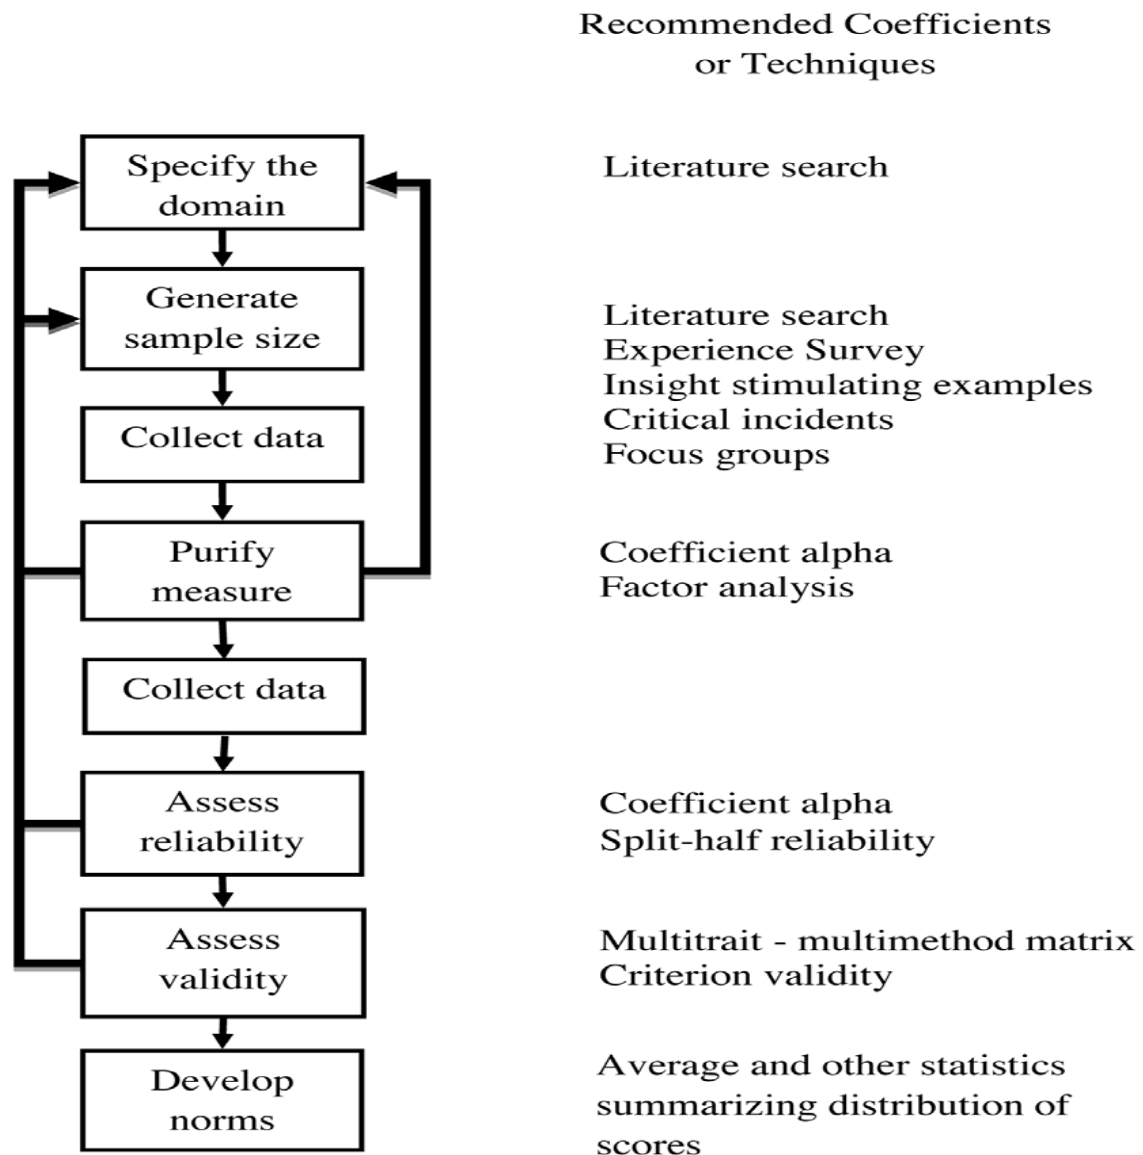 Recommended Coefficients
or Techniques
Specify the
domain
Literature search
Generate
sample size
Literature search
Experience Survey
Insight stimulating examples
Critical incidents
Focus groups
Collect data
Purify
measure
Coefficient alpha
Factor analysis
Collect data
Assess
reliability
Coefficient alpha
Split-half reliability
Assess
validity
Multitrait - multimethod matrix
Criterion validity
Develop
norms
Average and other statistics
summarizing distribution of
scores